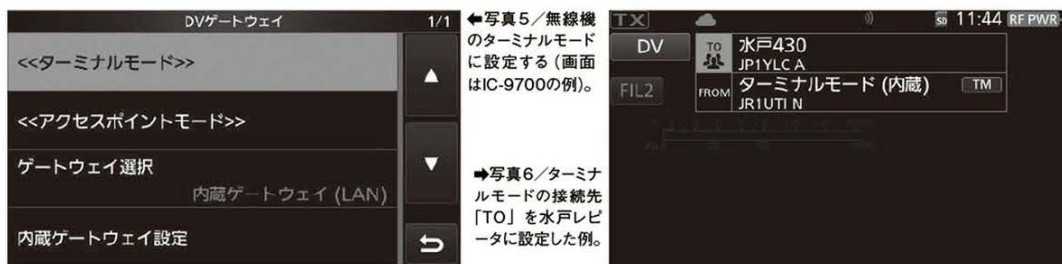 DVゲートウェイ 1/1
<<ターミナルモード>>
<<アクセスポイントモード>>
ゲートウェイ選択
内蔵ゲートウェイ (LAN)
内蔵ゲートウェイ設定
⬅写真5／無線機
のターミナルモード
に設定する（画面
はIC-9700の例）。
➡写真6／ターミナ
ルモードの接続先
「TO」を水戸レピ
ータに設定した例。
TX 11:44 RF PWR
DV
TO 水戸430
JP1YLC A
FIL2
FROM ターミナルモード (内蔵) TM
JR1UTI N